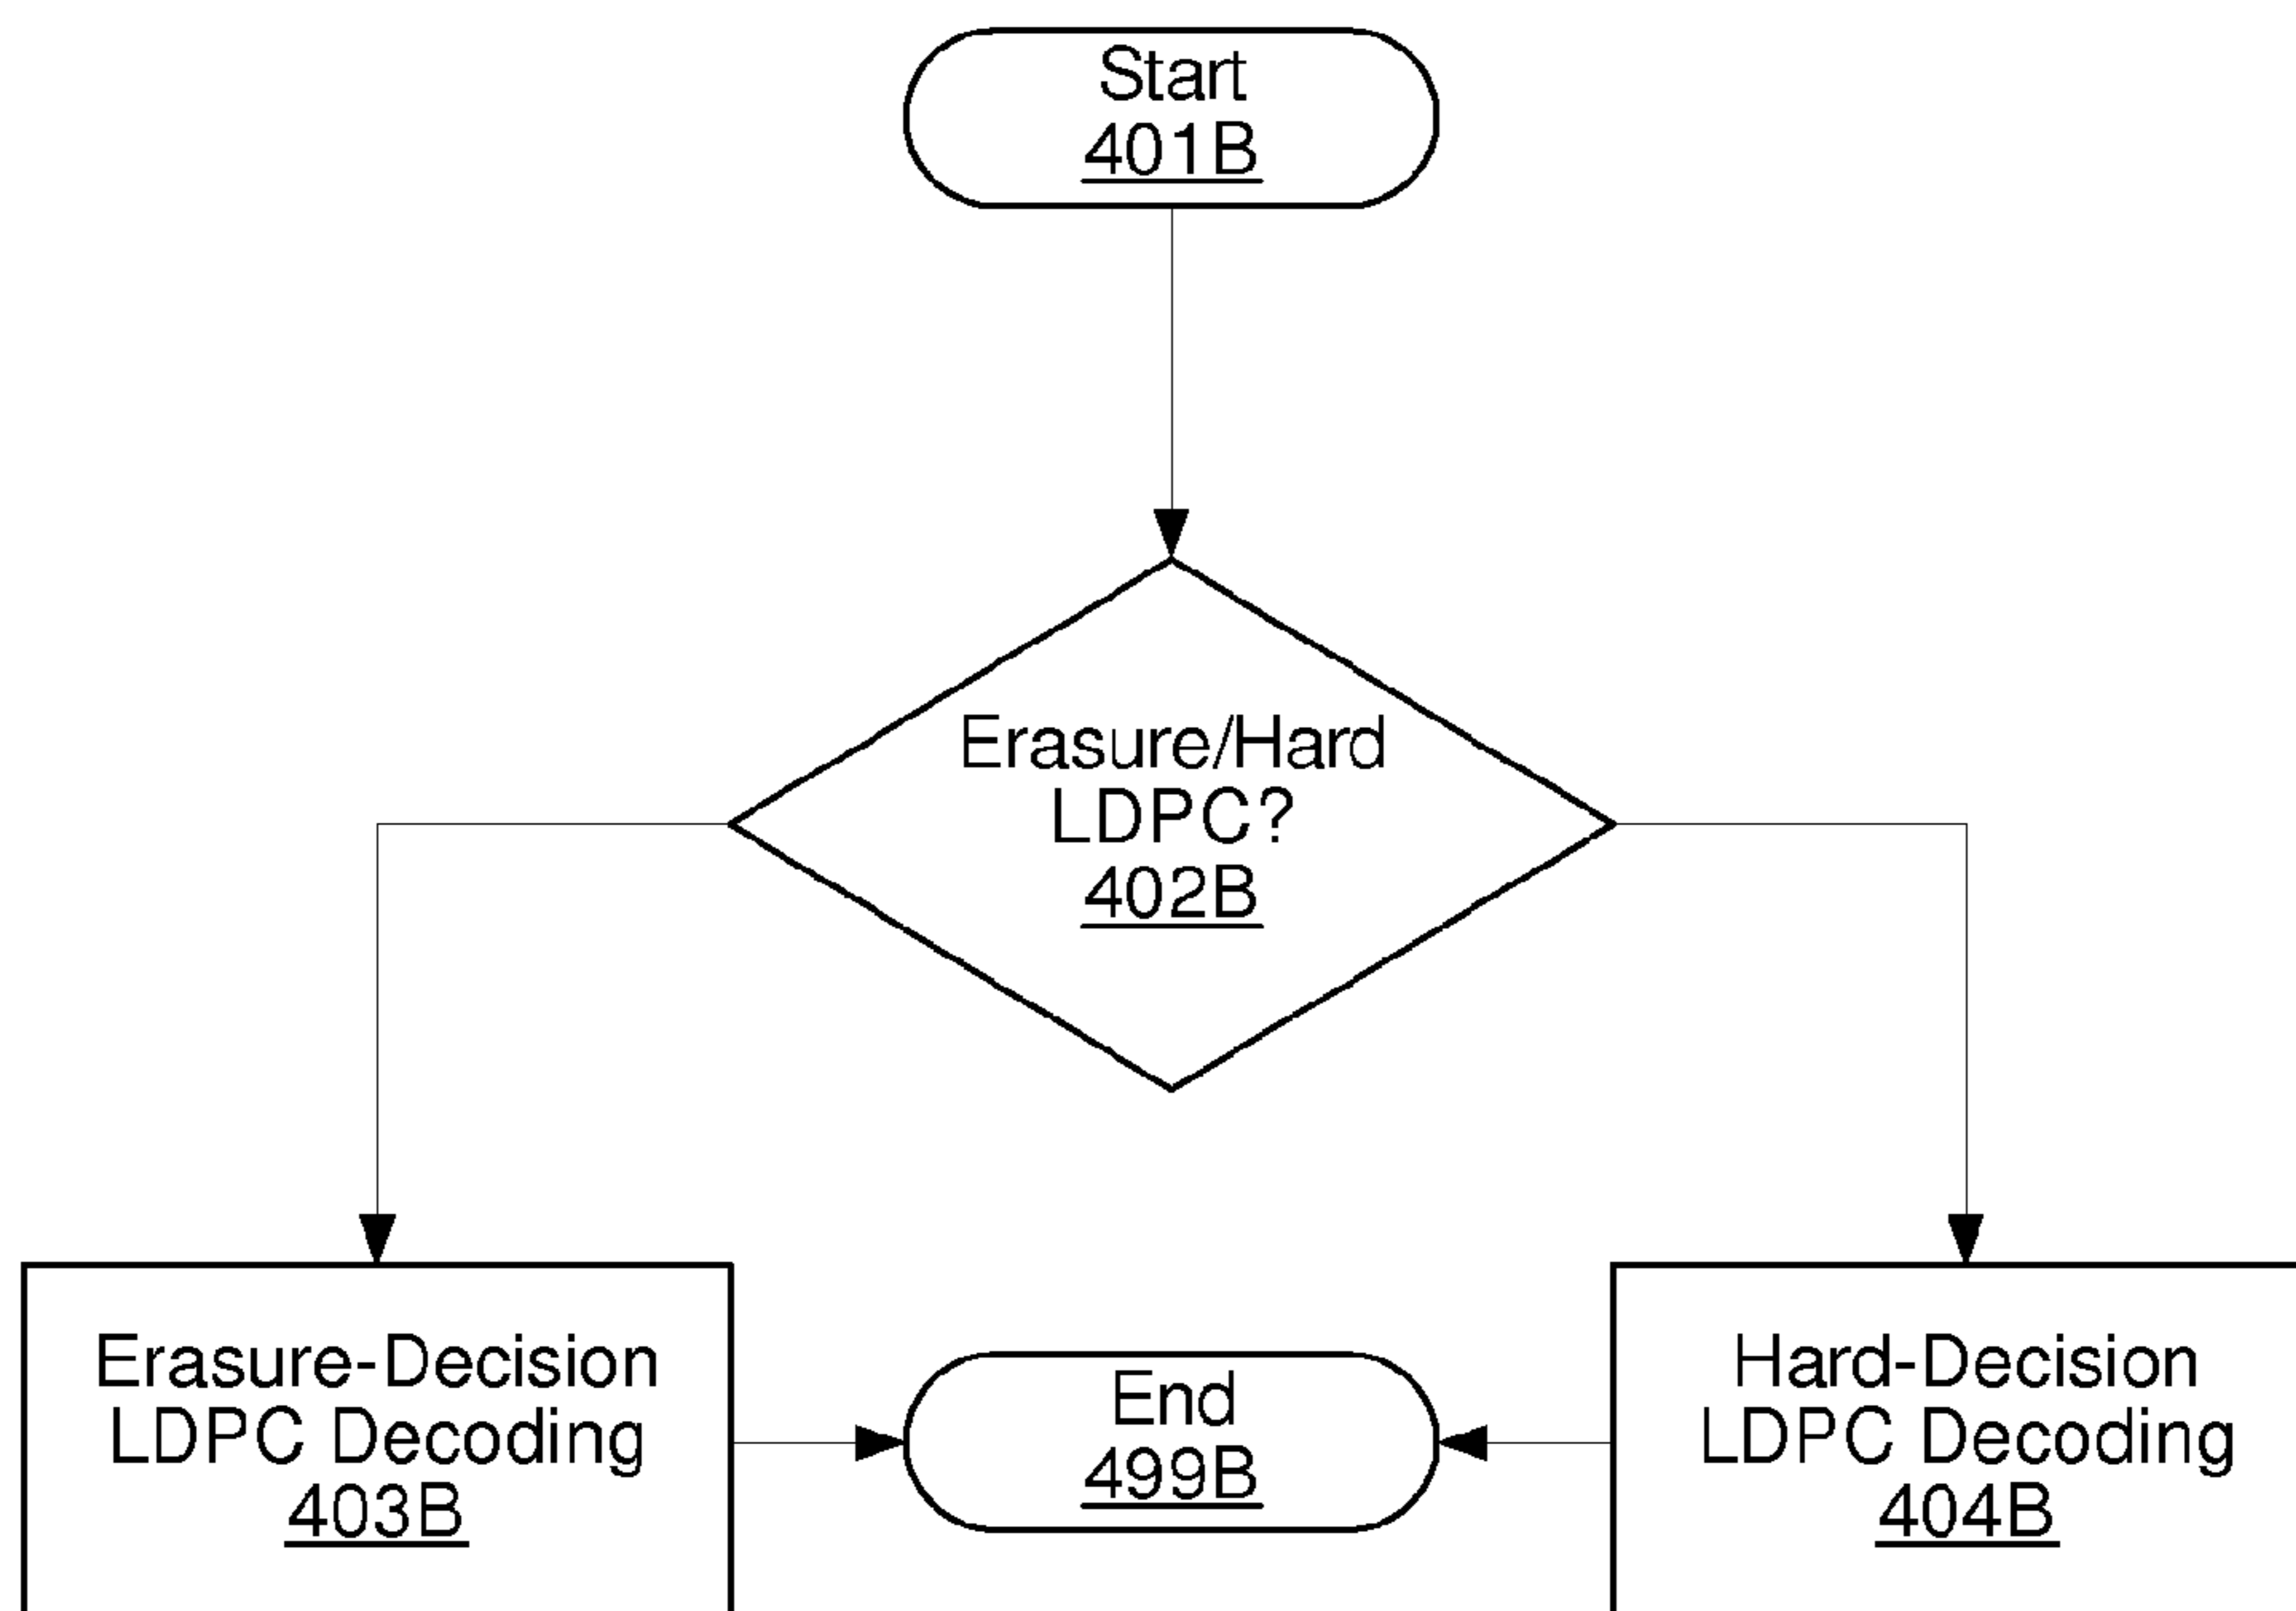 Start
401B
Erasure/Hard
LDPC?
402B
Erasure-Decision
LDPC Decoding
403B
End
499B
Hard-Decision
LDPC Decoding
404B